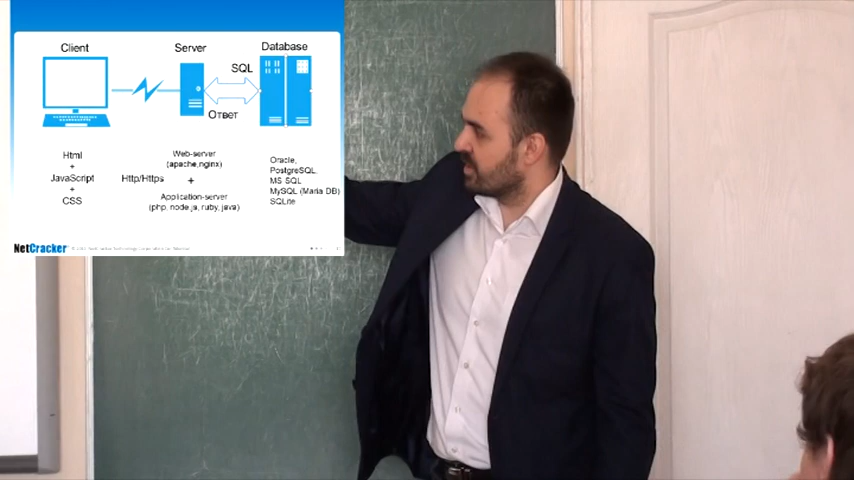 Client
Server
Database
SQL
Ответ
Html
+
JavaScript
+
CSS
Http/Https
Web-server
(apache,nginx)
+
Application-server
(php, node.js, ruby, java)
Oracle,
PostgreSQL,
MS SQL
MySQL (Maria DB)
SQLite
NetCracker